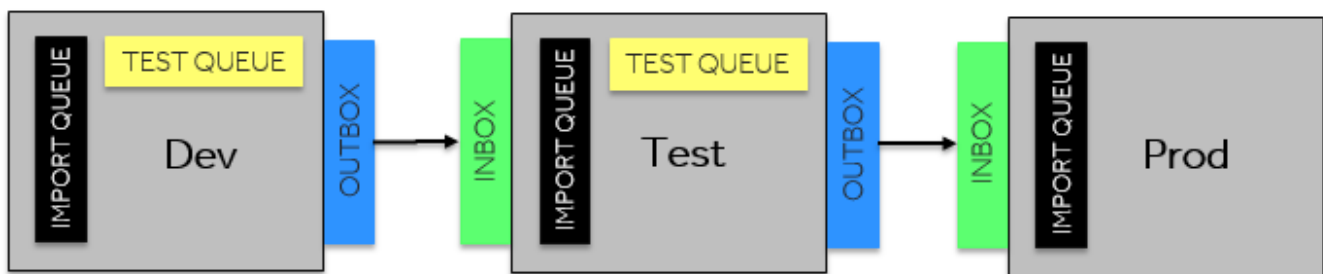 IMPORT QUEUE
TEST QUEUE
Dev
OUTBOX
INBOX
IMPORT QUEUE
TEST QUEUE
Test
OUTBOX
INBOX
IMPORT QUEUE
Prod